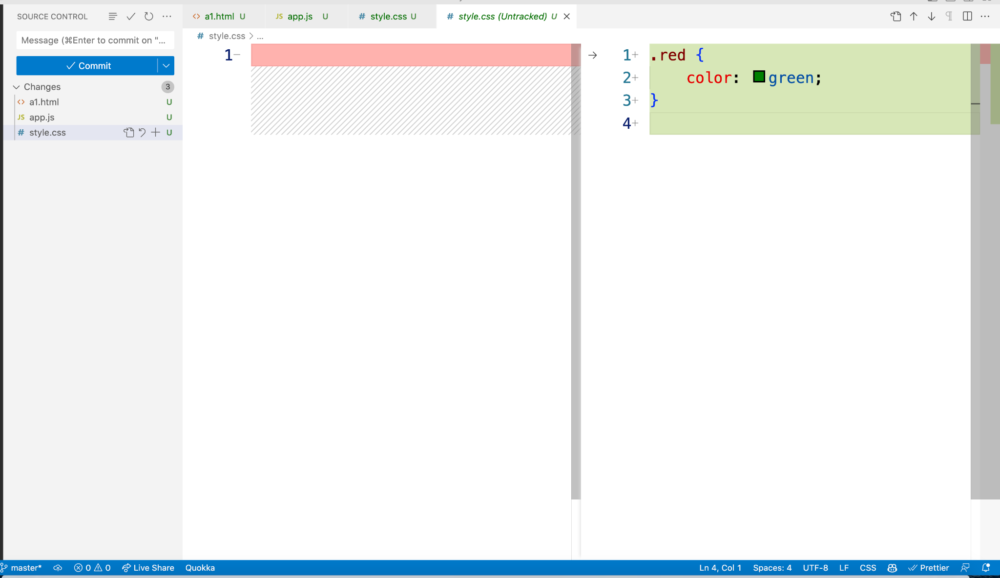 SOURCE CONTROL
Message (⌘Enter to commit on "...
Commit
Changes 3
a1.html U
app.js U
style.css U
a1.html U
app.js U
style.css U
style.css (Untracked) U
style.css > ...
1
1 .red {
2 color: green;
3 }
4
master* 0 0 Live Share Quokka
Ln 4, Col 1 Spaces: 4 UTF-8 LF CSS Prettier